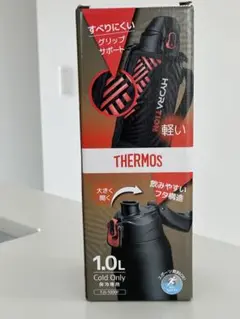 すべりにくい
グリップ
サポート
HYDRATION
軽い
THERMOS
大きく
開く
飲みやすい
フタ構造
1.0L
Cold Only
保冷専用